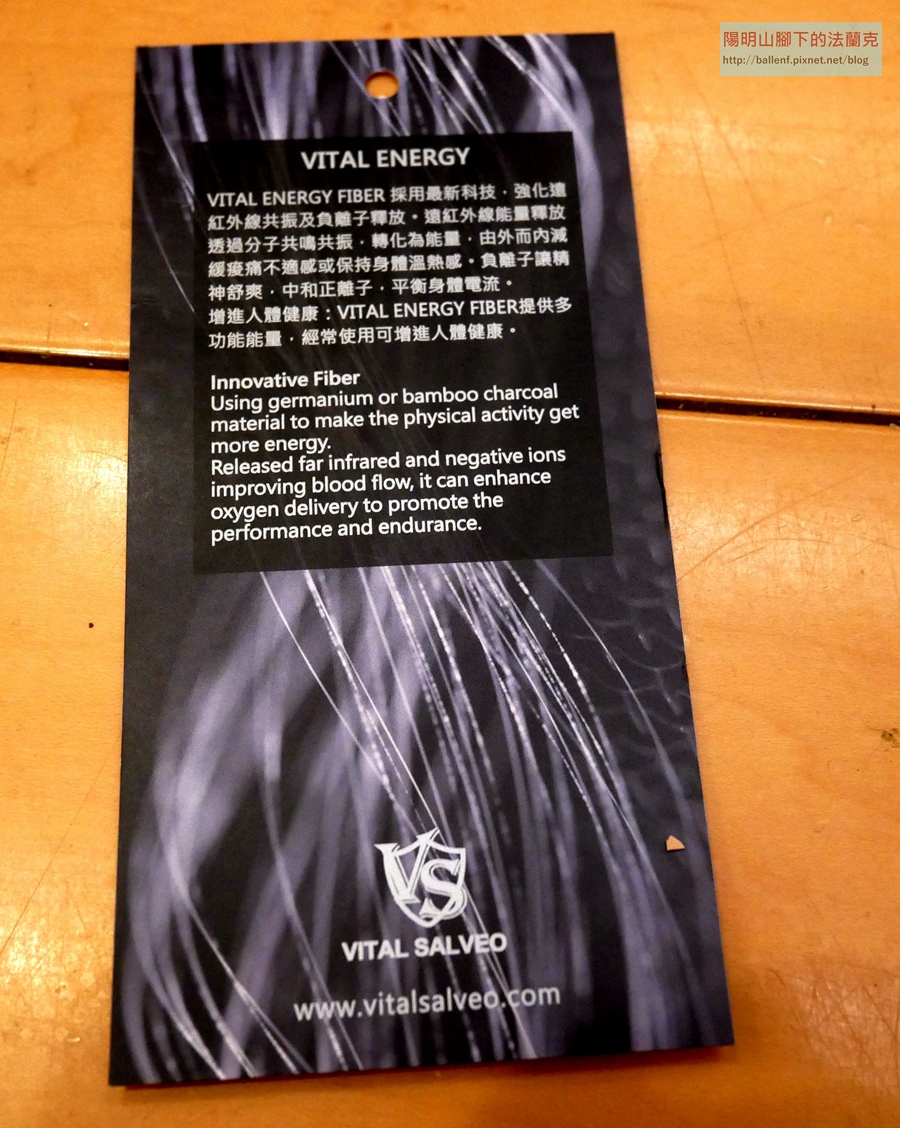 陽明山腳下的法蘭克
http://ballenf.pixnet.net/blog
VITAL ENERGY
VITAL ENERGY FIBER 採用最新科技，強化遠
紅外線共振及負離子釋放。遠紅外線能量釋放
透過分子共鳴共振，轉化為能量，由外而內減
緩痠痛不適感或保持身體溫熱感。負離子讓精
神舒爽，中和正離子，平衡身體電流。
增進人體健康：VITAL ENERGY FIBER提供多
功能能量，經常使用可增進人體健康。
Innovative Fiber
Using germanium or bamboo charcoal
material to make the physical activity get
more energy.
Released far infrared and negative ions
improving blood flow, it can enhance
oxygen delivery to promote the
performance and endurance.
VS
VITAL SALVEO
www.vitalsalveo.com